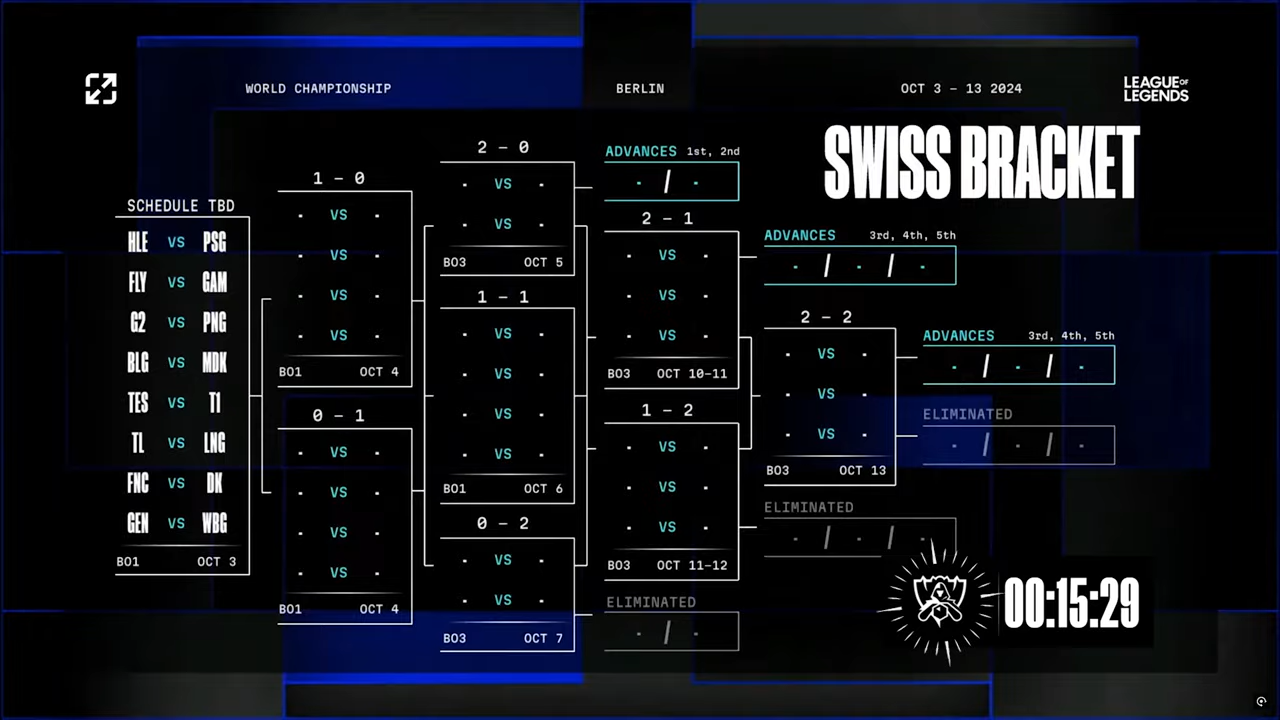 WORLD CHAMPIONSHIP
BERLIN
OCT 3 - 13 2024
LEAGUE OF
LEGENDS
SWISS BRACKET
SCHEDULE TBD
HLE VS PSG
FLY VS GAM
G2 VS PNG
BLG VS MDK
TES VS T1
TL VS LNG
FNC VS DK
GEN VS WBG
BO1 OCT 3
1 - 0
- VS -
- VS -
- VS -
- VS -
BO1 OCT 4
0 - 1
- VS -
- VS -
- VS -
- VS -
BO1 OCT 4
2 - 0
- VS -
- VS -
BO3 OCT 5
1 - 1
- VS -
- VS -
- VS -
- VS -
BO1 OCT 6
0 - 2
- VS -
- VS -
BO3 OCT 7
ADVANCES 1st, 2nd
- / -
2 - 1
- VS -
- VS -
- VS -
BO3 OCT 10-11
1 - 2
- VS -
- VS -
- VS -
BO3 OCT 11-12
ELIMINATED
- / -
ADVANCES 3rd, 4th, 5th
- / - / -
2 - 2
- VS -
- VS -
- VS -
BO3 OCT 13
ELIMINATED
- / - / -
ADVANCES 3rd, 4th, 5th
- / - / -
ELIMINATED
- / - / -
00:15:29